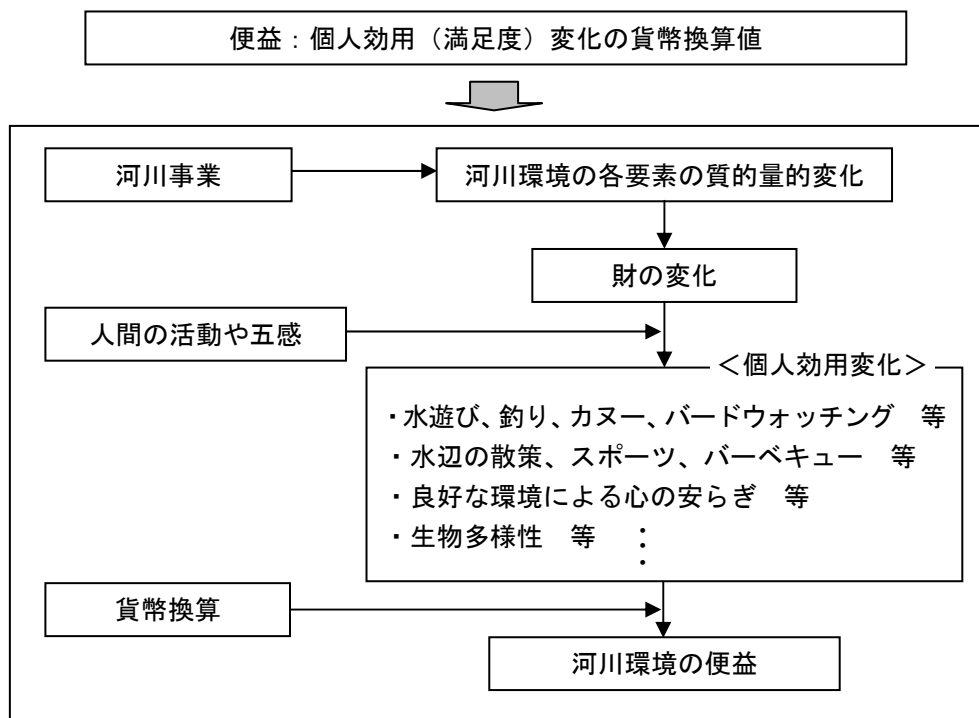 便益：個人効用（満足度）変化の貨幣換算値
河川事業
河川環境の各要素の質的量的変化
財の変化
人間の活動や五感
＜個人効用変化＞
・水遊び、釣り、カヌー、バードウォッチング　等
・水辺の散策、スポーツ、バーベキュー　等
・良好な環境による心の安らぎ　等
・生物多様性　等　：
貨幣換算
河川環境の便益